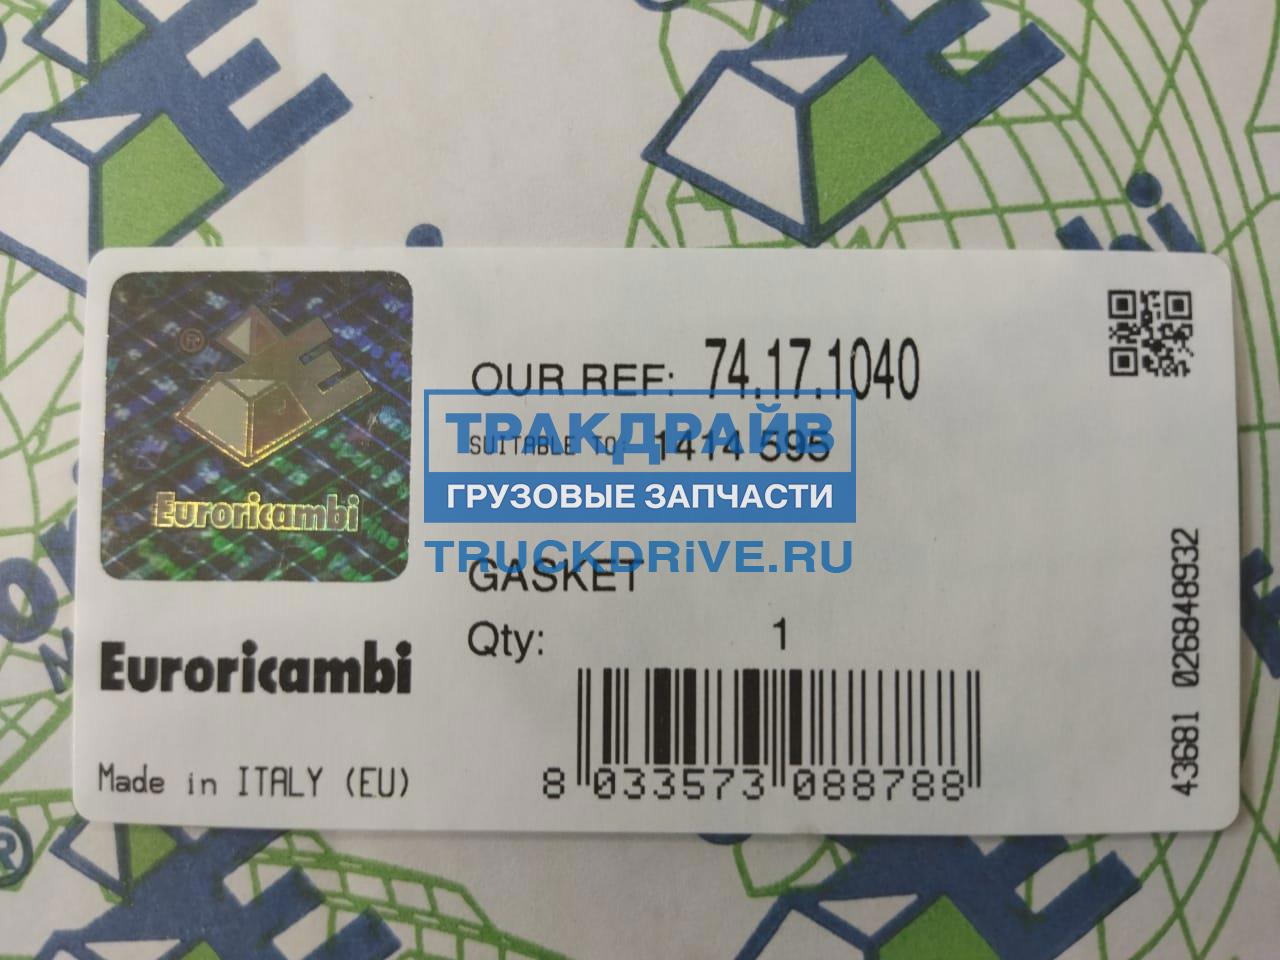 ®
Euroricambi
OUR REF: 74.17.1040
SUITABLE TO: 1414 595
ТРАКДРАЙВ
ГРУЗОВЫЕ ЗАПЧАСТИ
TRUCKDRiVE.RU
GASKET
Qty: 1
Euroricambi
Made in ITALY (EU)
8 033573 088788
43681 026848932
®